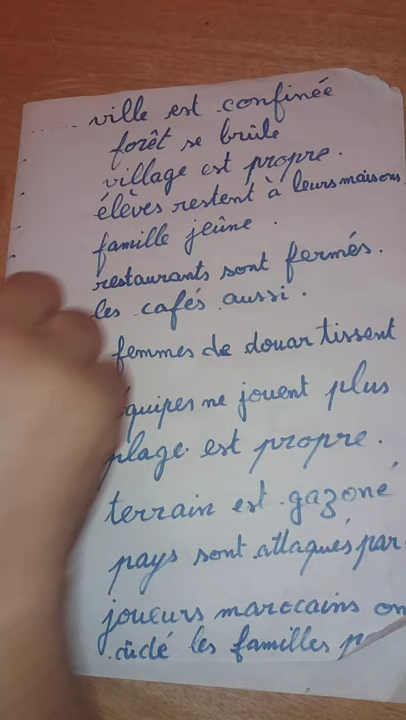 ...... ville est confinée
forêt se brûle
village est propre.
élèves restent à leurs maisons
famille jeûne.
restaurants sont fermés.
les cafés aussi.
femmes de douar tissent
équipes ne jouent plus
plage est propre.
terrain est gazoné
pays sont attaqués par
joueurs marocains on
les familles